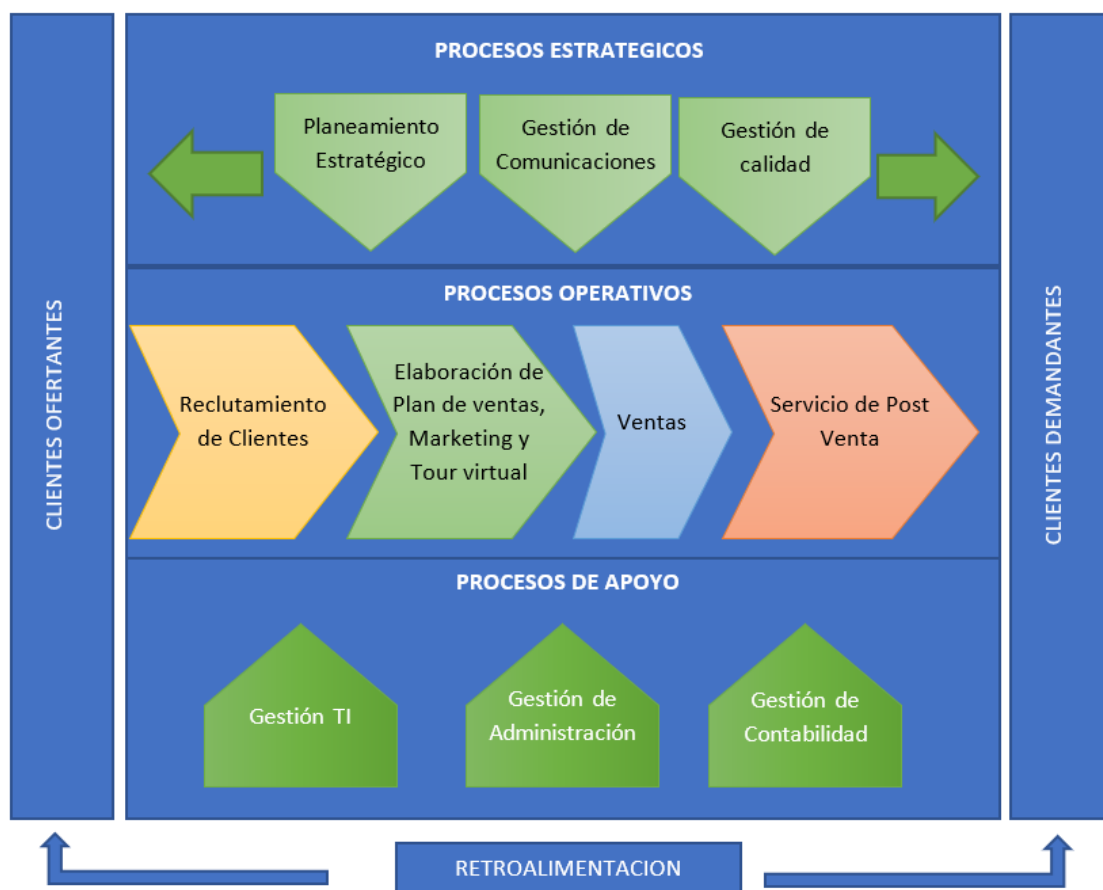 PROCESOS ESTRATEGICOS
Planeamiento
Estratégico
Gestión de
Comunicaciones
Gestión de
calidad
CLIENTES OFERTANTES
PROCESOS OPERATIVOS
Reclutamiento
de Clientes
Elaboración de
Plan de ventas,
Marketing y
Tour virtual
Ventas
Servicio de Post
Venta
CLIENTES DEMANDANTES
PROCESOS DE APOYO
Gestión TI
Gestión de
Administración
Gestión de
Contabilidad
RETROALIMENTACION